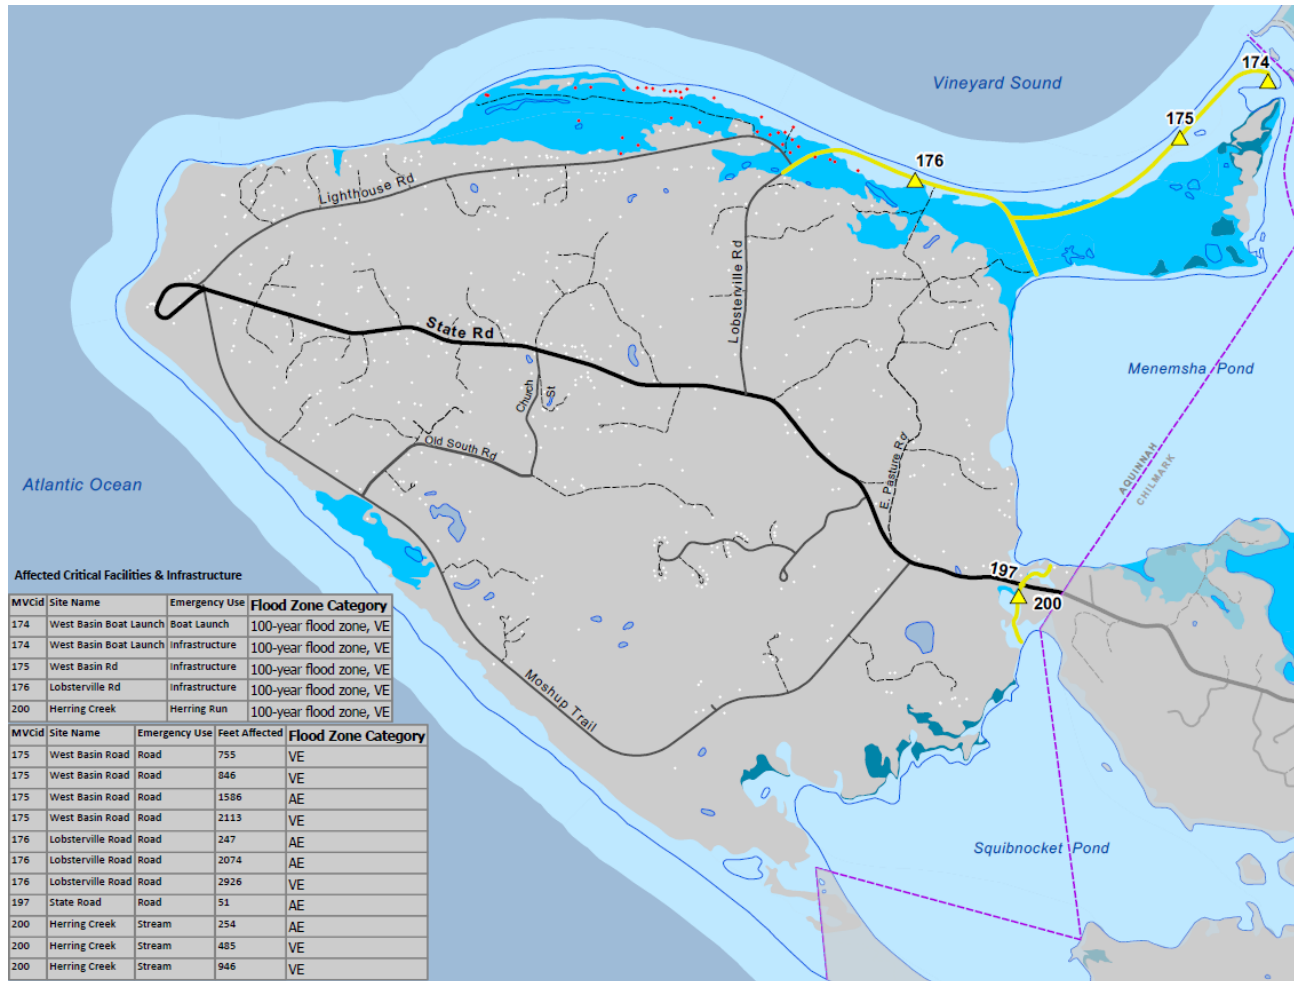 174
Vineyard Sound
175
176
Lighthouse Rd
Lobsterville Rd
State Rd
Menemsha Pond
Church St
Old South Rd
E. Pasture Rd
AQUINNAH
CHILMARK
Atlantic Ocean
197
200
Moshup Trail
Squibnocket Pond
Affected Critical Facilities & Infrastructure
MVCid Site Name Emergency Use Flood Zone Category
174 West Basin Boat Launch Boat Launch 100-year flood zone, VE
174 West Basin Boat Launch Infrastructure 100-year flood zone, VE
175 West Basin Rd Infrastructure 100-year flood zone, VE
176 Lobsterville Rd Infrastructure 100-year flood zone, VE
200 Herring Creek Herring Run 100-year flood zone, VE
MVCid Site Name Emergency Use Feet Affected Flood Zone Category
175 West Basin Road Road 755 VE
175 West Basin Road Road 846 VE
175 West Basin Road Road 1586 AE
175 West Basin Road Road 2113 VE
176 Lobsterville Road Road 247 AE
176 Lobsterville Road Road 2074 AE
176 Lobsterville Road Road 2926 VE
197 State Road Road 51 AE
200 Herring Creek Stream 254 AE
200 Herring Creek Stream 485 VE
200 Herring Creek Stream 946 VE